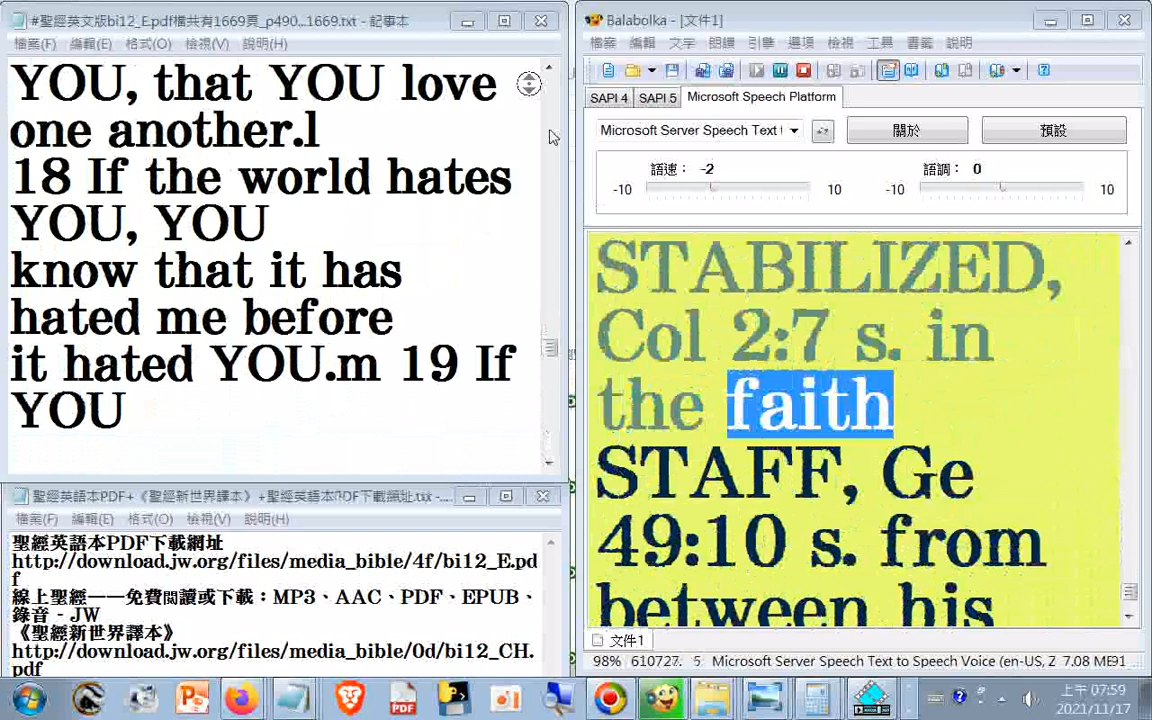 #聖經英文版bi12_E.pdf檔共有1669頁_p490...1669.txt - 記事本
檔案(F) 編輯(E) 格式(O) 檢視(V) 說明(H)
YOU, that YOU love
one another.l
18 If the world hates
YOU, YOU
know that it has
hated me before
it hated YOU.m 19 If
YOU
聖經英語本PDF+《聖經新世界譯本》+聖經英語本PDF下載網址.txt -...
檔案(F) 編輯(E) 格式(O) 檢視(V) 說明(H)
聖經英語本PDF下載網址
http://download.jw.org/files/media_bible/4f/bi12_E.pd
f
線上聖經——免費閱讀或下載：MP3、AAC、PDF、EPUB、
錄音 - JW
《聖經新世界譯本》
http://download.jw.org/files/media_bible/0d/bi12_CH.
pdf
Balabolka - [文件1]
檔案 編輯 文字 朗讀 引擎 選項 檢視 工具 書籤 說明
SAPI 4 SAPI 5 Microsoft Speech Platform
Microsoft Server Speech Text 關於 預設
語速： -2 語調： 0
-10 10 -10 10
STABILIZED,
Col 2:7 s. in
the faith
STAFF, Ge
49:10 s. from
between his
文件1
98% 610727. 5 Microsoft Server Speech Text to Speech Voice (en-US, Z 7.08 ME91
上午 07:59
2021/11/17